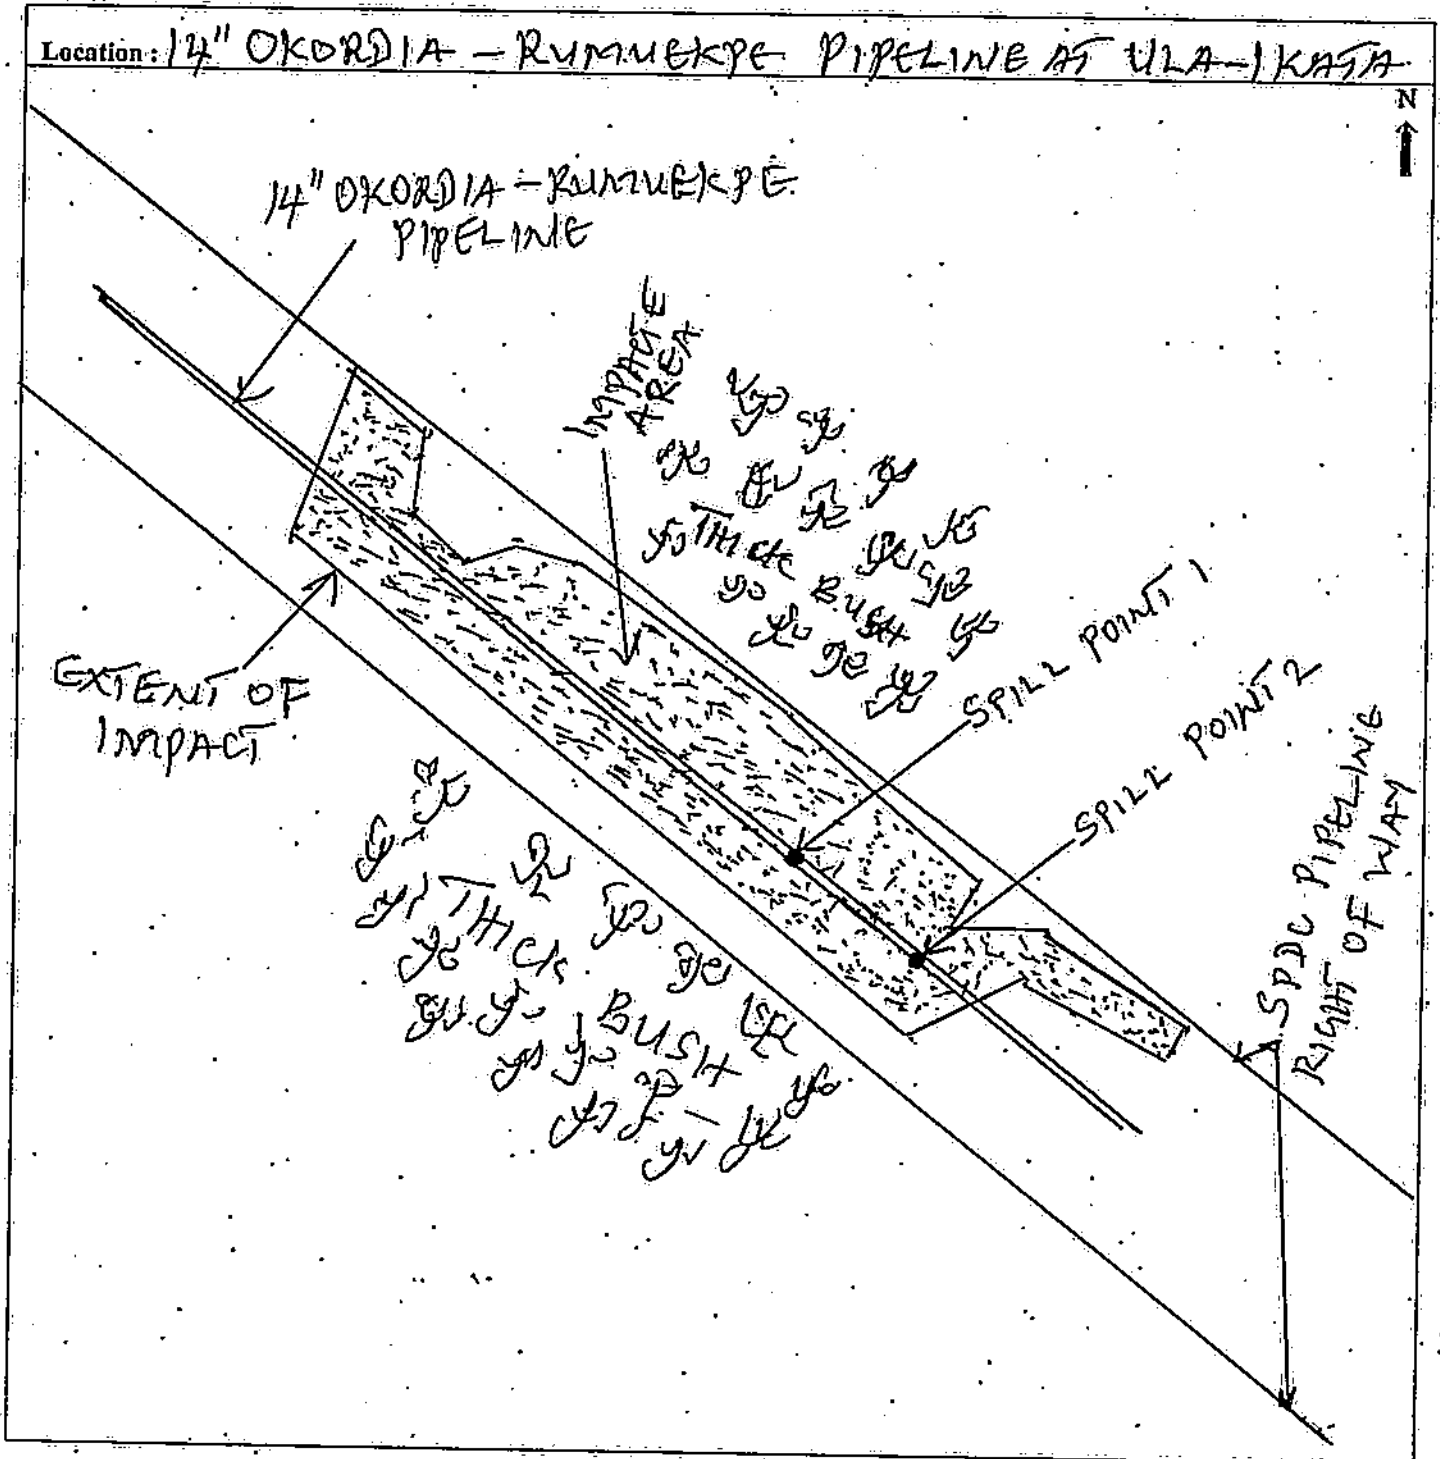 Location: 14" OKORDIA - RUMUEKPE PIPELINE AT ULA-IKATA
N
14" OKORDIA - RUMUEKPE
PIPELINE
IMPACTE
AREA
THICK BUSH
SPILL POINT 1
SPILL POINT 2
EXTENT OF
IMPACT
SPDC PIPELINE
RIGHT OF WAY
THICK
BUSH